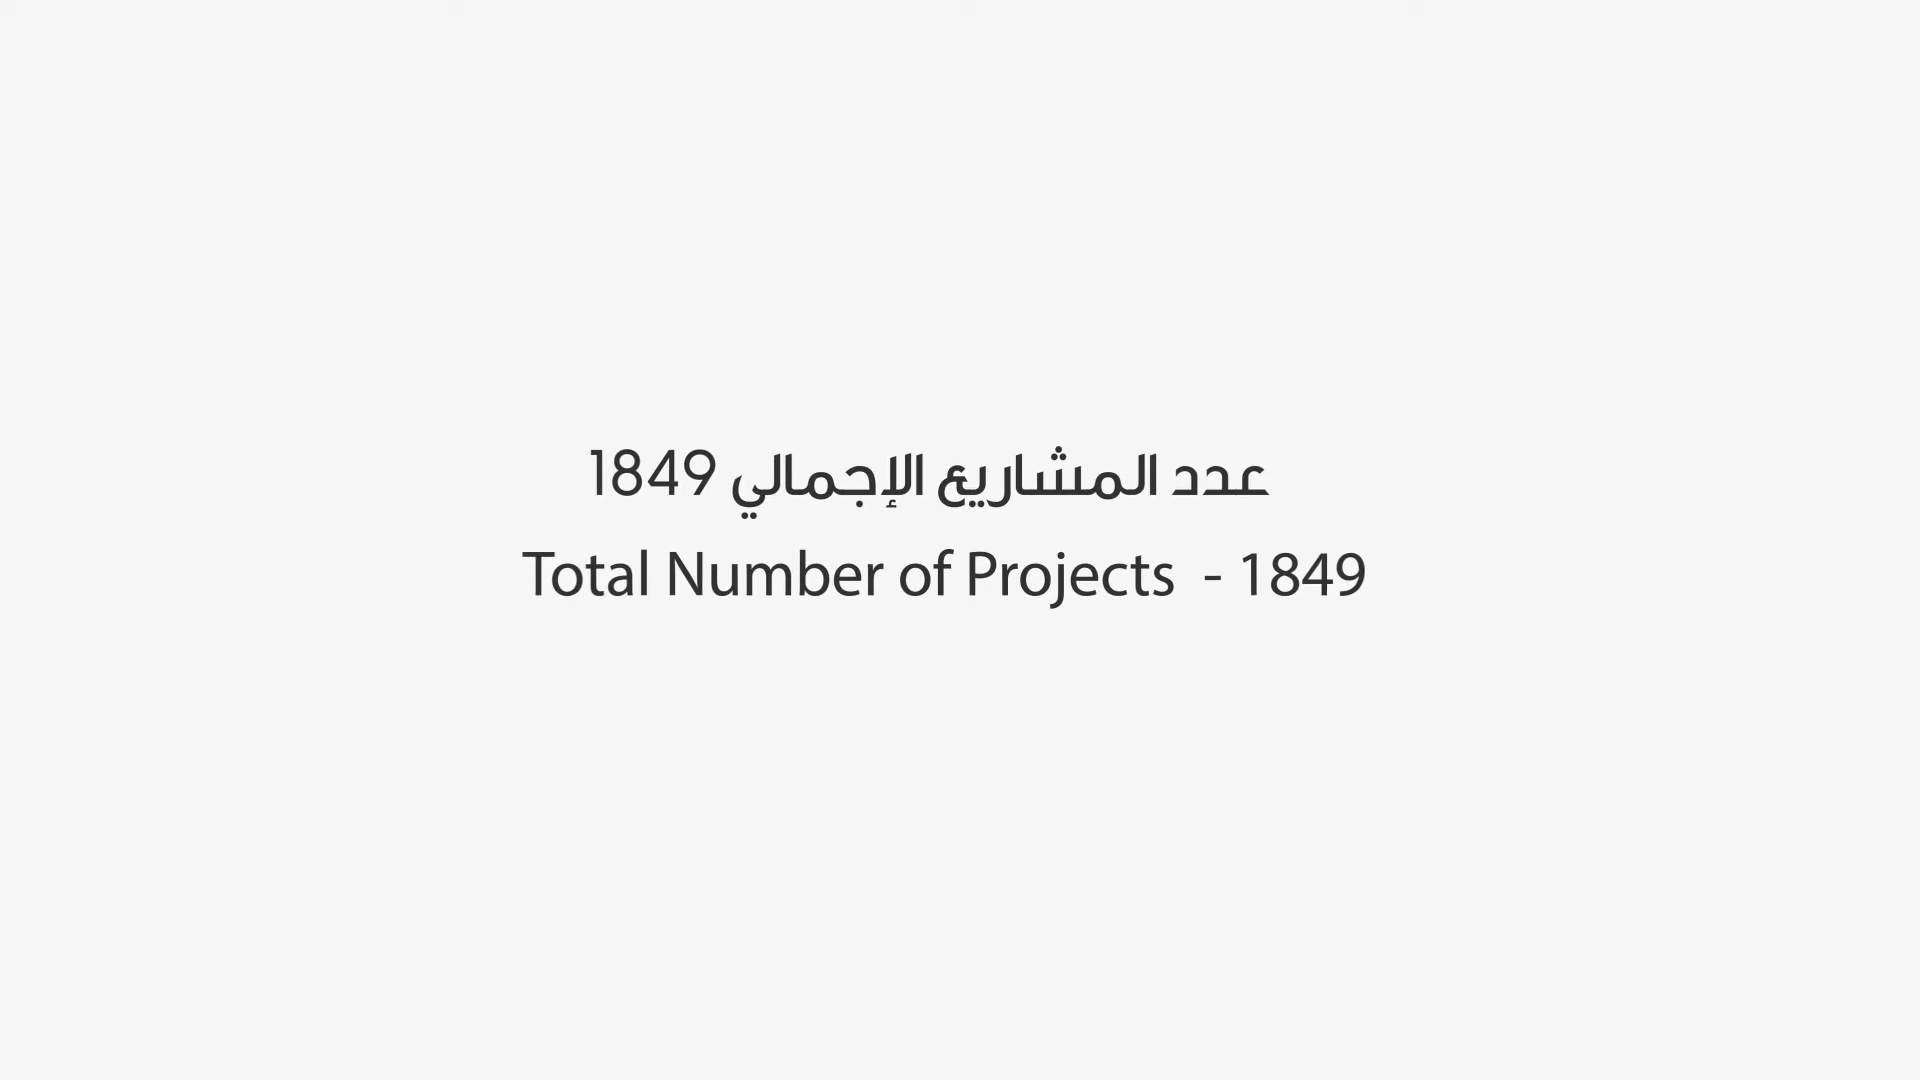 عدد المشاريع الإجمالي 1849
Total Number of Projects - 1849